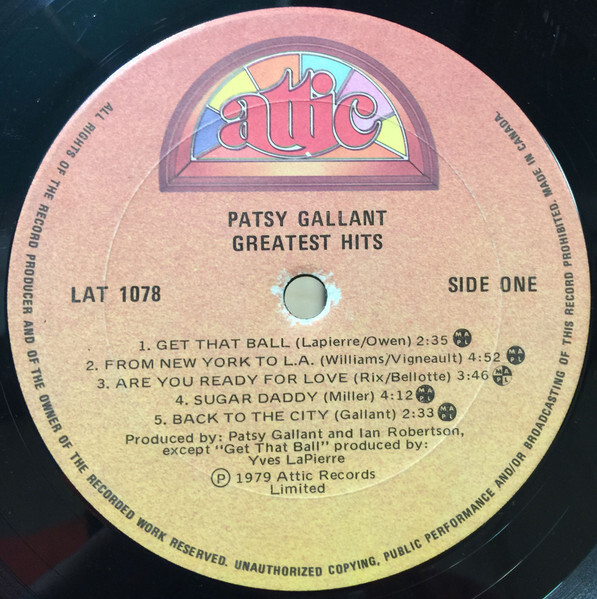 attic
PATSY GALLANT
GREATEST HITS
LAT 1078
SIDE ONE
1. GET THAT BALL (Lapierre/Owen) 2:35 MAPL
2. FROM NEW YORK TO L.A. (Williams/Vigneault) 4:52 MAPL
3. ARE YOU READY FOR LOVE (Rix/Bellotte) 3:46 MAPL
4. SUGAR DADDY (Miller) 4:12 MAPL
5. BACK TO THE CITY (Gallant) 2:33 MAPL
Produced by: Patsy Gallant and Ian Robertson,
except "Get That Ball" produced by:
Yves LaPierre
Ⓟ 1979 Attic Records
Limited
ALL RIGHTS OF THE RECORD PRODUCER AND OF THE OWNER OF THE RECORDED WORK RESERVED. UNAUTHORIZED COPYING, PUBLIC PERFORMANCE AND/OR BROADCASTING OF THIS RECORD PROHIBITED. MADE IN CANADA.